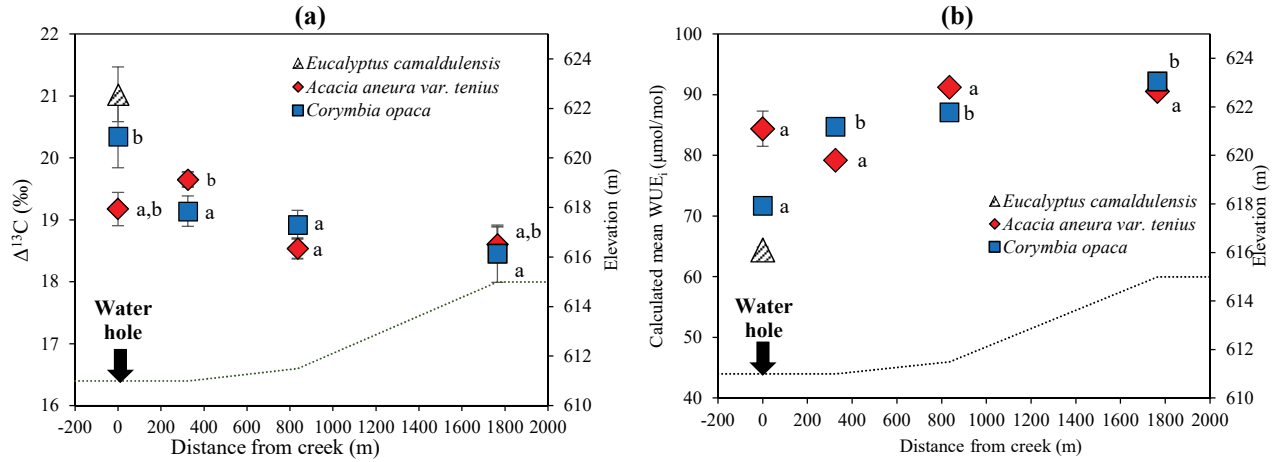 (a)
22
21
20
19
18
17
16
Δ¹³C (‰)
Eucalyptus camaldulensis
Acacia aneura var. tenius
Corymbia opaca
b
a,b
b
a
a
a
a,b
a
Water
hole
624
622
620
618
616
614
612
610
Elevation (m)
-200 0 200 400 600 800 1000 1200 1400 1600 1800 2000
Distance from creek (m)
(b)
100
90
80
70
60
50
40
Calculated mean WUEᵢ (µmol/mol)
a
a
b
a
a
b
b
a
Eucalyptus camaldulensis
Acacia aneura var. tenius
Corymbia opaca
Water
hole
624
622
620
618
616
614
612
610
Elevation (m)
-200 0 200 400 600 800 1000 1200 1400 1600 1800 2000
Distance from creek (m)